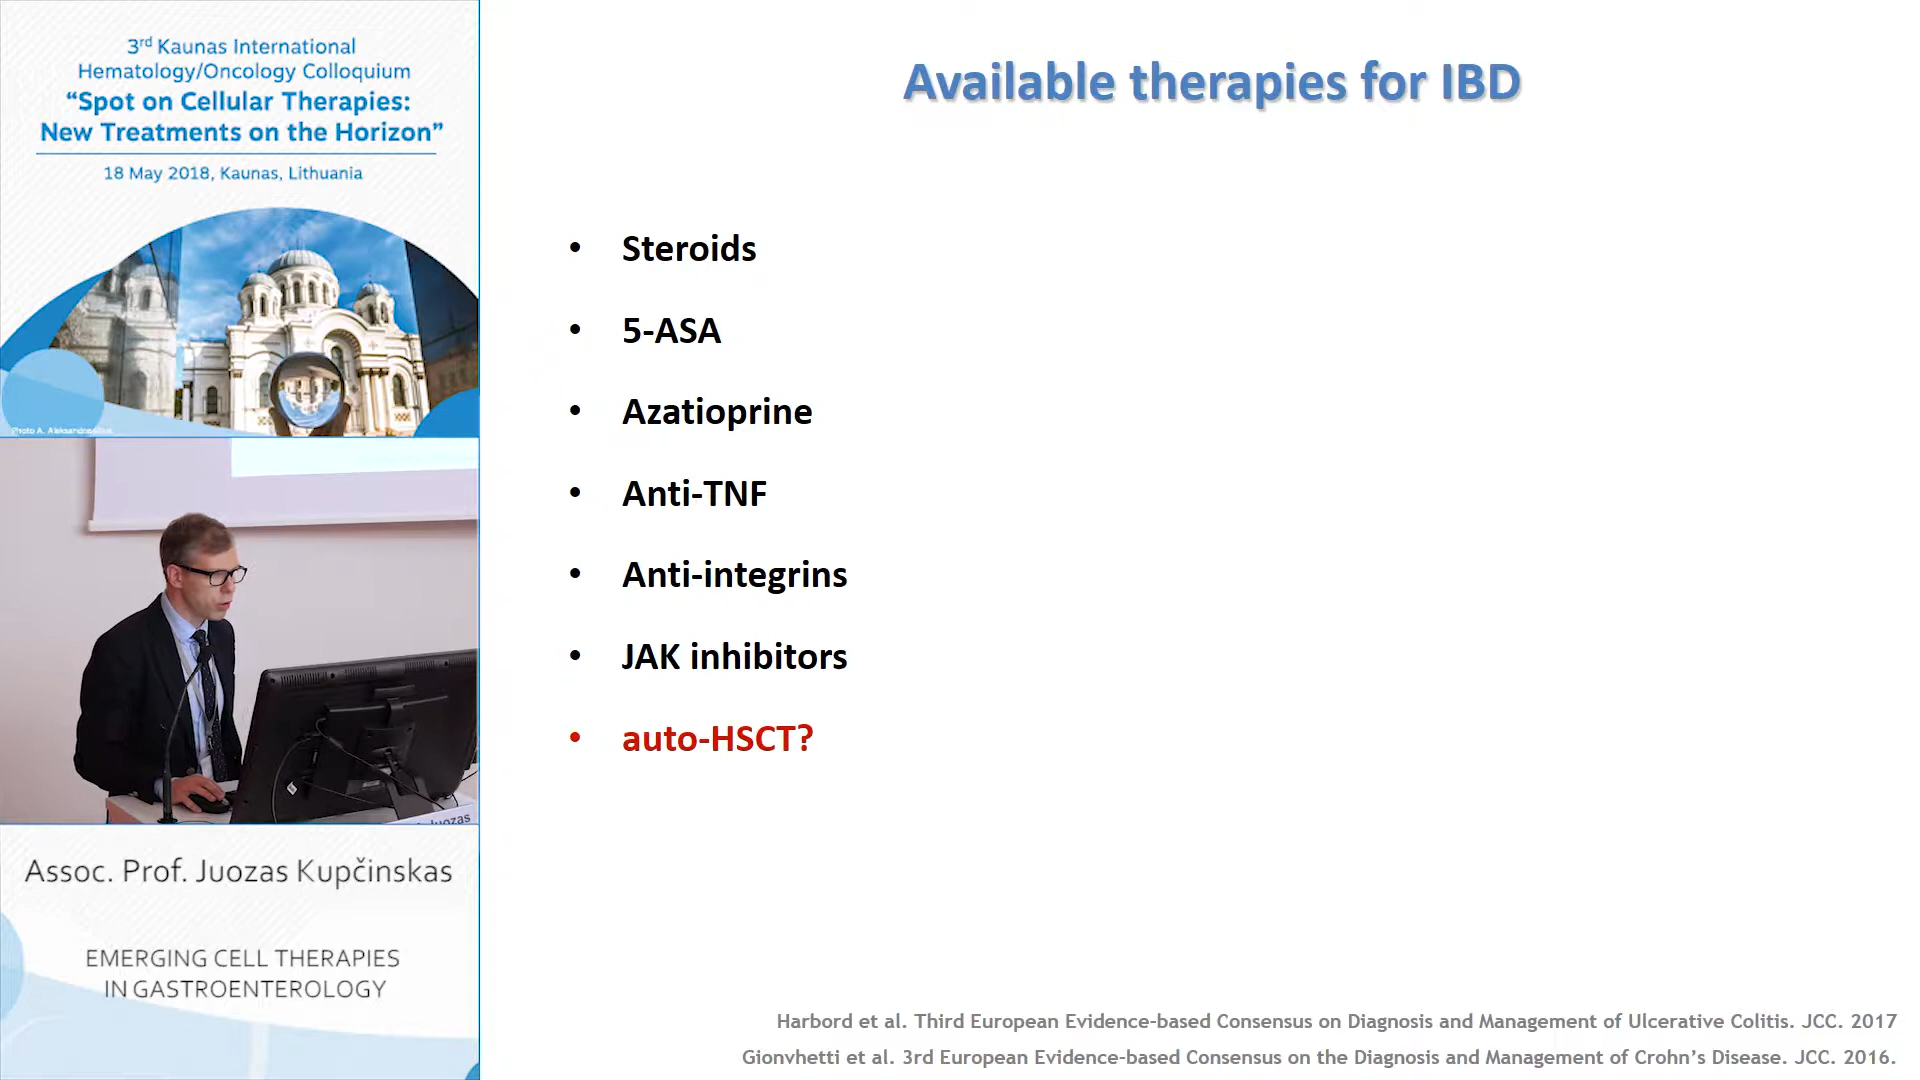 3rd Kaunas International
Hematology/Oncology Colloquium
“Spot on Cellular Therapies:
New Treatments on the Horizon”
18 May 2018, Kaunas, Lithuania
Juozas
Assoc. Prof. Juozas Kupčinskas
EMERGING CELL THERAPIES
IN GASTROENTEROLOGY
Available therapies for IBD
• Steroids
• 5-ASA
• Azatioprine
• Anti-TNF
• Anti-integrins
• JAK inhibitors
• auto-HSCT?
Harbord et al. Third European Evidence-based Consensus on Diagnosis and Management of Ulcerative Colitis. JCC. 2017
Gionvhetti et al. 3rd European Evidence-based Consensus on the Diagnosis and Management of Crohn’s Disease. JCC. 2016.